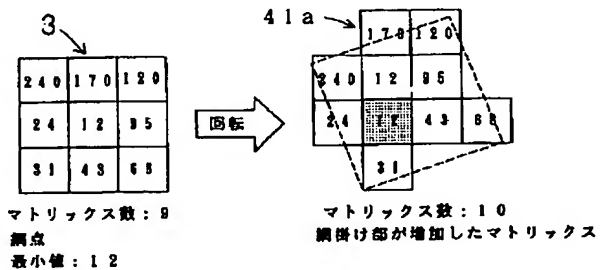 3
41a
240 170 120
24 12 95
31 43 68
回転
170 120
240 12 95
24 12 43 68
31
マトリックス数：9
網点
最小値：12
マトリックス数：10
網掛け部が増加したマトリックス